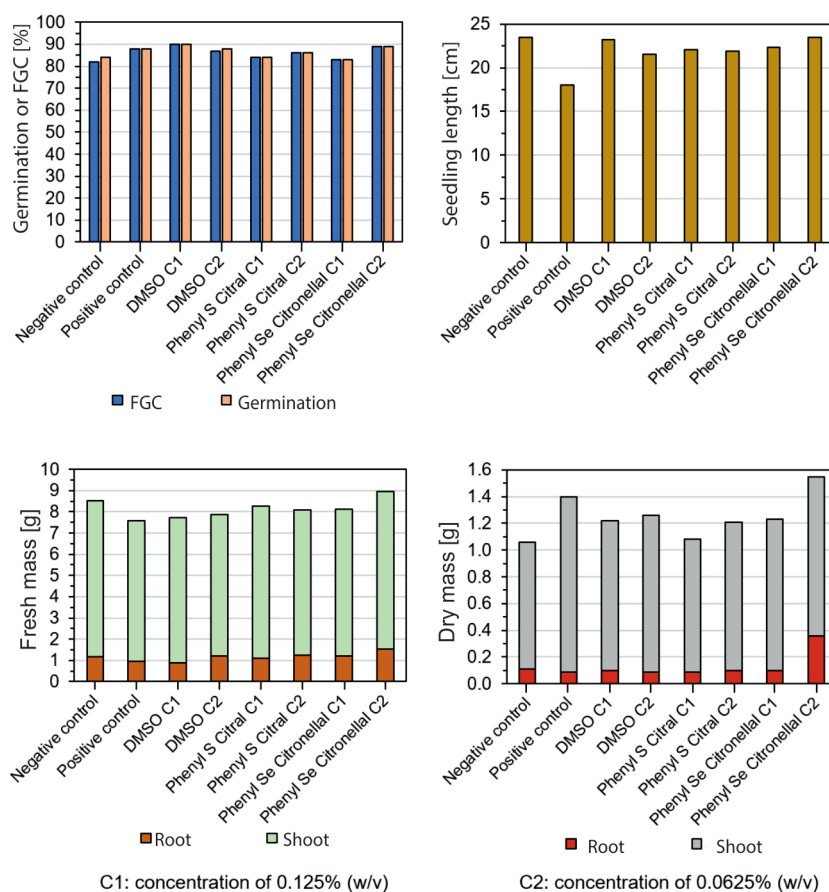 Germination or FGC [%]
100
90
80
70
60
50
40
30
20
10
0
Negative control
Positive control
DMSO C1
DMSO C2
Phenyl S Citral C1
Phenyl S Citral C2
Phenyl Se Citronellal C1
Phenyl Se Citronellal C2
FGC
Germination
Seedling length [cm]
25
20
15
10
5
0
Negative control
Positive control
DMSO C1
DMSO C2
Phenyl S Citral C1
Phenyl S Citral C2
Phenyl Se Citronellal C1
Phenyl Se Citronellal C2
Fresh mass [g]
10
9
8
7
6
5
4
3
2
1
0
Negative control
Positive control
DMSO C1
DMSO C2
Phenyl S Citral C1
Phenyl S Citral C2
Phenyl Se Citronellal C1
Phenyl Se Citronellal C2
Root
Shoot
Dry mass [g]
1.6
1.4
1.2
1.0
0.8
0.6
0.4
0.2
0.0
Negative control
Positive control
DMSO C1
DMSO C2
Phenyl S Citral C1
Phenyl S Citral C2
Phenyl Se Citronellal C1
Phenyl Se Citronellal C2
Root
Shoot
C1: concentration of 0.125% (w/v)
C2: concentration of 0.0625% (w/v)